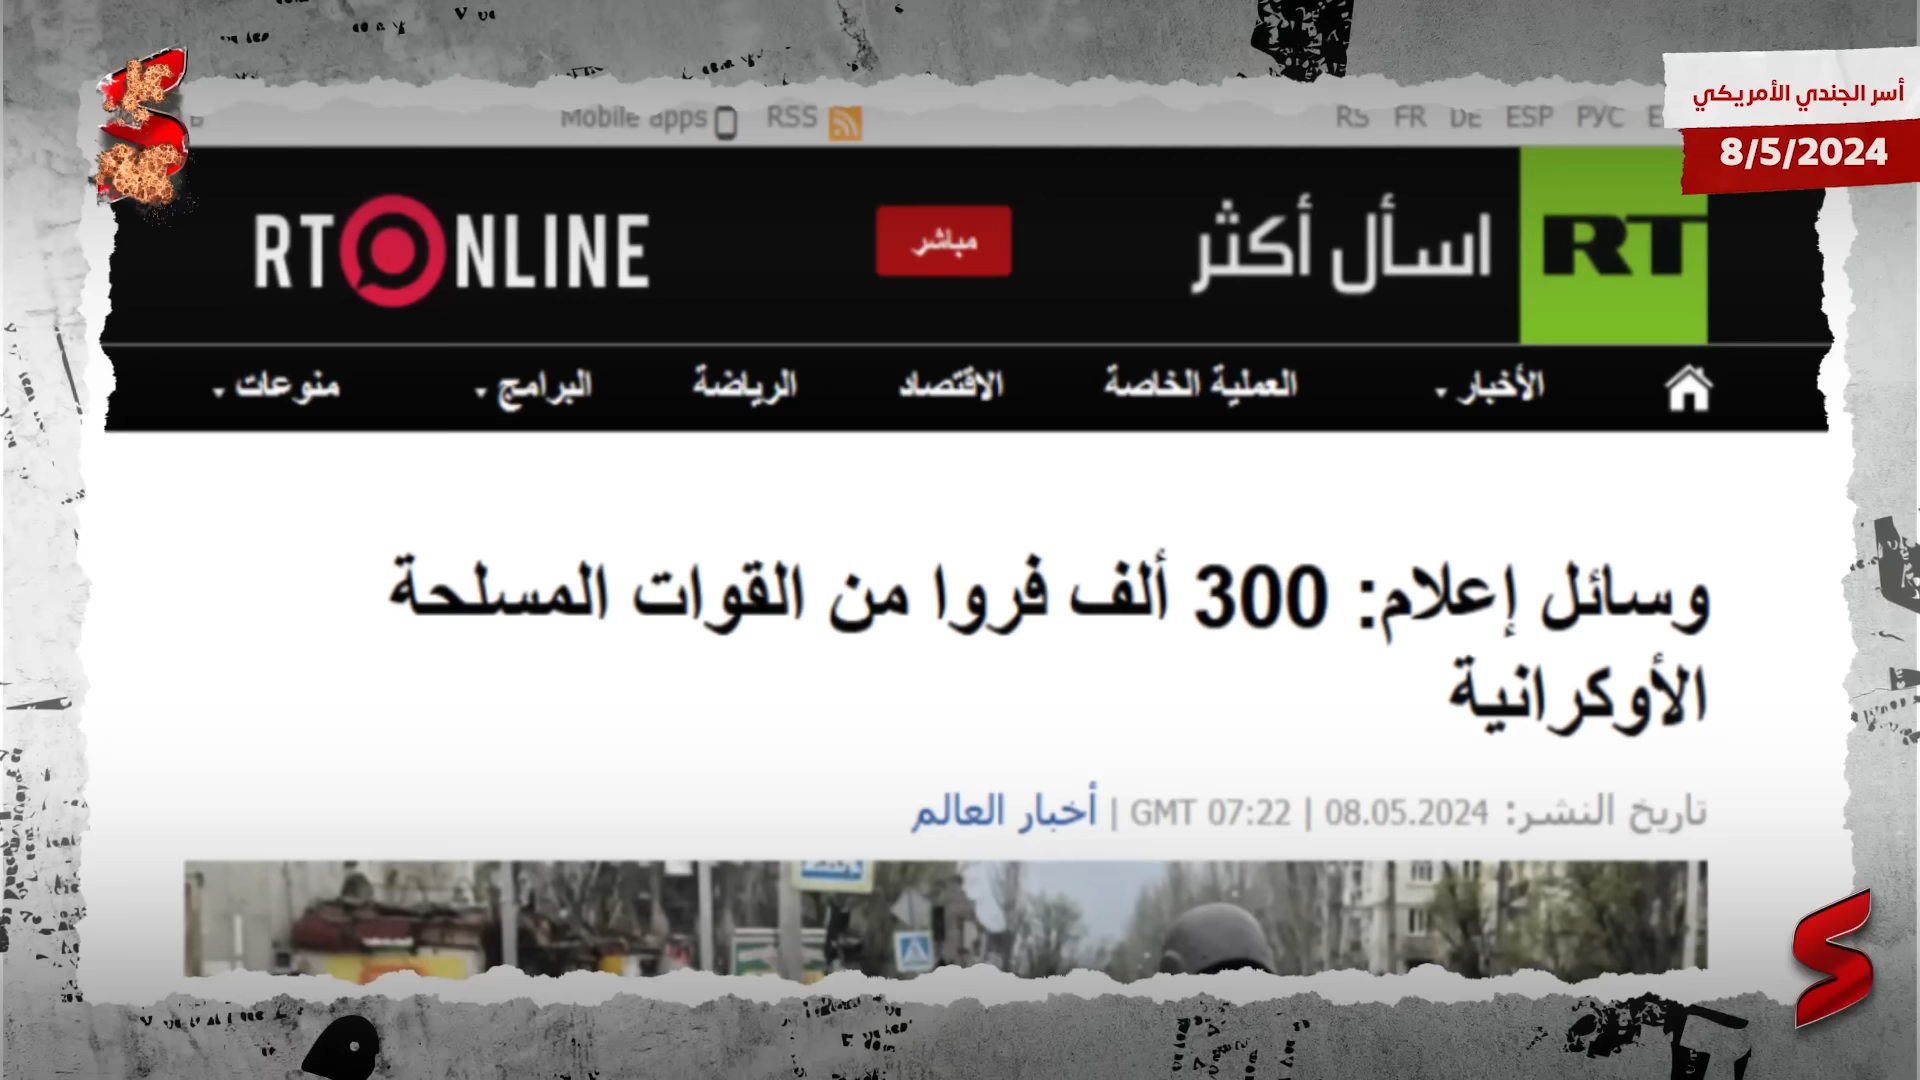 أسر الجندي الأمريكي
8/5/2024
Mobile apps RSS RS FR DE ESP РУС
RT ONLINE مباشر اسأل أكثر RT
الأخبار العملية الخاصة الاقتصاد الرياضة البرامج منوعات
وسائل إعلام: 300 ألف فروا من القوات المسلحة
الأوكرانية
تاريخ النشر: 08.05.2024 | 07:22 GMT | أخبار العالم